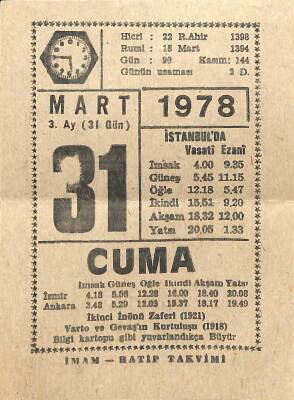 Hicri : 22 R.Ahir 1398
Rumi : 18 Mart 1394
Gün : 90 Kasım: 144
Günün uzaması 2 D.
MART
1978
3. Ay (31 Gün)
31
İSTANBUL'DA
Vasatî Ezanî
İmsak 4.00 9.35
Güneş 5.45 11.15
Öğle 12.18 5.47
İkindi 15.51 9.20
Akşam 18.32 12.00
Yatsı 20.05 1.33
CUMA
İmsak Güneş Öğle İkindi Akşam Yatsı
İzmir 4.18 5.56 12.28 16.00 18.40 20.08
Ankara 3.48 5.29 12.03 15.37 18.17 19.49
İkinci İnönü Zaferi (1921)
Varto ve Gevaş'ın Kurtuluşu (1918)
Bilgi kartopu gibi yuvarlandıkça Büyür
İMAM - HATİP TAKVİMİ